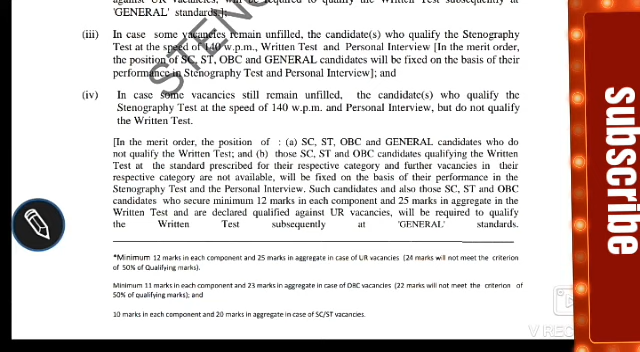 'GENERAL' standards.];
(iii) In case some vacancies remain unfilled, the candidate(s) who qualify the Stenography
Test at the speed of 140 w.p.m., Written Test and Personal Interview [In the merit order,
the position of SC, ST, OBC and GENERAL candidates will be fixed on the basis of their
performance in Stenography Test and Personal Interview]; and
(iv) In case some vacancies still remain unfilled, the candidate(s) who qualify the
Stenography Test at the speed of 140 w.p.m. and Personal Interview, but do not qualify
the Written Test.
[In the merit order, the position of : (a) SC, ST, OBC and GENERAL candidates who do
not qualify the Written Test; and (b) those SC, ST and OBC candidates qualifying the Written
Test at the standard prescribed for their respective category and further vacancies in their
respective category are not available, will be fixed on the basis of their performance in the
Stenography Test and the Personal Interview. Such candidates and also those SC, ST and OBC
candidates who secure minimum 12 marks in each component and 25 marks in aggregate in the
Written Test and are declared qualified against UR vacancies, will be required to qualify
the Written Test subsequently at 'GENERAL' standards.
*Minimum 12 marks in each component and 25 marks in aggregate in case of UR vacancies (24 marks will not meet the criterion
of 50% of Qualifying marks).
Minimum 11 marks in each component and 23 marks in aggregate in case of OBC vacancies (22 marks will not meet the criterion of
50% of qualifying marks); and
10 marks in each component and 20 marks in aggregate in case of SC/ST vacancies.
STEN
subscribe
V REC